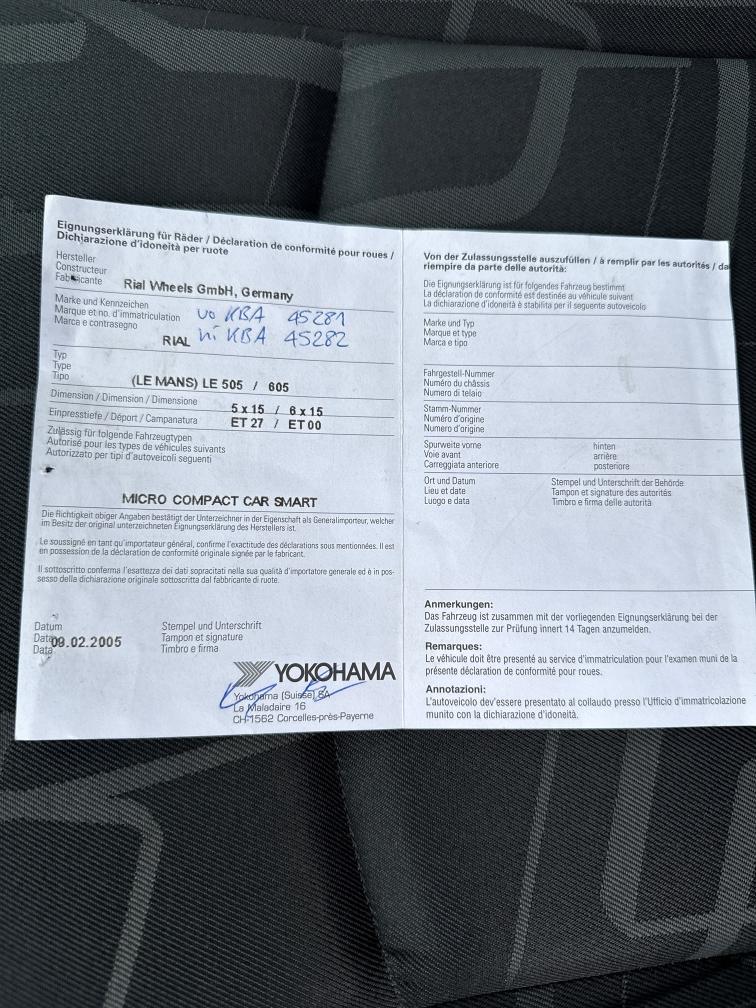 Eignungserklärung für Räder / Déclaration de conformité pour roues /
Dichiarazione d'idoneità per ruote
Hersteller
Constructeur
Fabbricante
Rial Wheels GmbH, Germany
Marke und Kennzeichen
Marque et no. d'immatriculation
Marca e contrasegno
vo KBA 45281
RIAL hi KBA 45282
Typ
Type
Tipo
(LE MANS) LE 505 / 605
Dimension / Dimension / Dimensione
5 x 15 / 6 x 15
Einpresstiefe / Déport / Campanatura
ET 27 / ET 00
Zulässig für folgende Fahrzeugtypen
Autorisé pour les types de véhicules suivants
Autorizzato per tipi d'autoveicoli seguenti
MICRO COMPACT CAR SMART
Die Richtigkeit obiger Angaben bestätigt der Unterzeichner in der Eigenschaft als Generalimporteur, welcher
im Besitz der original unterzeichneten Eignungserklärung des Herstellers ist.
Le soussigné en tant qu'importateur général, confirme l'exactitude des déclarations sous mentionnées. Il est
en possession de la déclaration de conformité originale signée par le fabricant.
Il sottoscritto conferma l'esattezza dei dati sopracitati nella sua qualità d'importatore generale ed è in pos-
sesso della dichiarazione originale sottoscritta dal fabbricante di ruote.
Datum
Date
Data
09.02.2005
Stempel und Unterschrift
Tampon et signature
Timbro e firma
YOKOHAMA
Yokohama (Suisse) SA
La Maladaire 16
CH-1562 Corcelles-près-Payerne
Von der Zulassungsstelle auszufüllen / à remplir par les autorités / da
riempire da parte delle autorità:
Die Eignungserklärung ist für folgendes Fahrzeug bestimmt
La déclaration de conformité est destinée au véhicule suivant
La dichiarazione d'idoneità è stabilita per il seguente autoveicolo
Marke und Typ
Marque et type
Marca e tipo
Fahrgestell-Nummer
Numéro du châssis
Numero di telaio
Stamm-Nummer
Numéro d'origine
Numero d'origine
Spurweite vorne
Voie avant
Carreggiata anteriore
hinten
arrière
posteriore
Ort und Datum
Lieu et date
Luogo e data
Stempel und Unterschrift der Behörde
Tampon et signature des autorités
Timbro e firma delle autorità
Anmerkungen:
Das Fahrzeug ist zusammen mit der vorliegenden Eignungserklärung bei der
Zulassungsstelle zur Prüfung innert 14 Tagen anzumelden.
Remarques:
Le véhicule doit être presenté au service d'immatriculation pour l'examen muni de la
présente déclaration de conformité pour roues.
Annotazioni:
L'autoveicolo dev'essere presentato al collaudo presso l'Ufficio d'immatricolazione
munito con la dichiarazione d'idoneità.